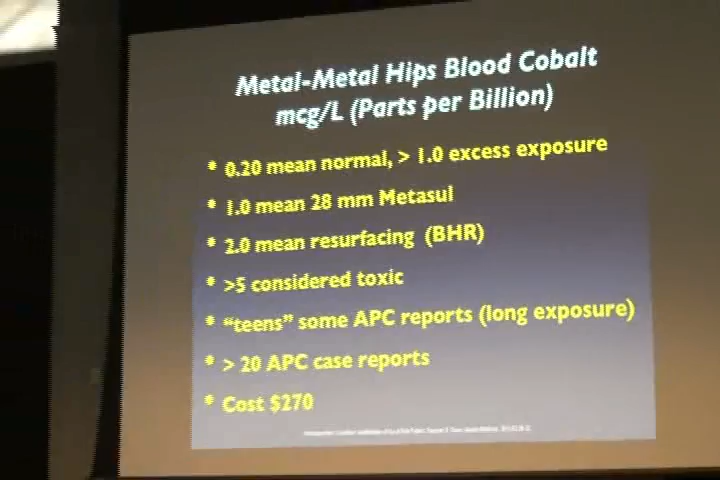 Metal-Metal Hips Blood Cobalt
mcg/L (Parts per Billion)
* 0.20 mean normal, > 1.0 excess exposure
* 1.0 mean 28 mm Metasul
* 2.0 mean resurfacing (BHR)
* >5 considered toxic
* “teens” some APC reports (long exposure)
* > 20 APC case reports
* Cost $270